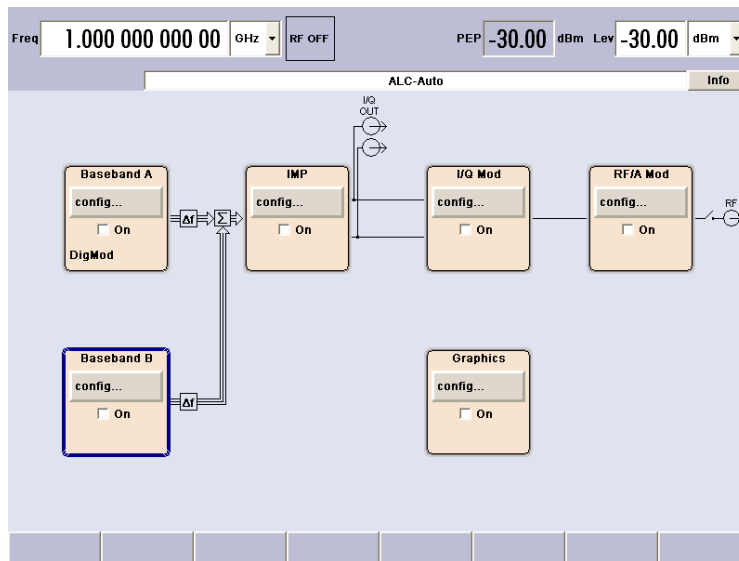 Freq 1.000 000 000 00 GHz RF OFF PEP -30.00 dBm Lev -30.00 dBm
ALC-Auto Info
I/Q
OUT
Baseband A IMP I/Q Mod RF/A Mod
config... config... config... config...
RF
On On On On
Δf Σ
DigMod
Baseband B Graphics
config... config...
Δf
On On